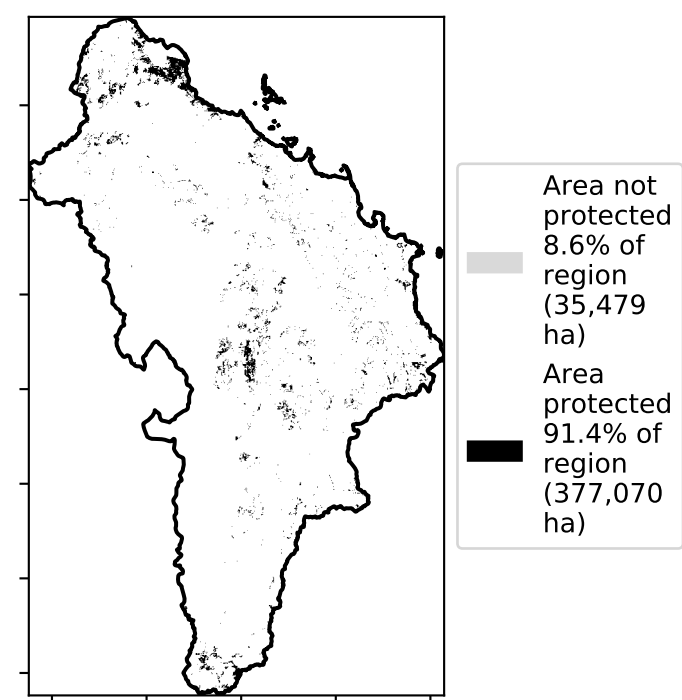 Area not
protected
8.6% of
region
(35,479
ha)
Area
protected
91.4% of
region
(377,070
ha)